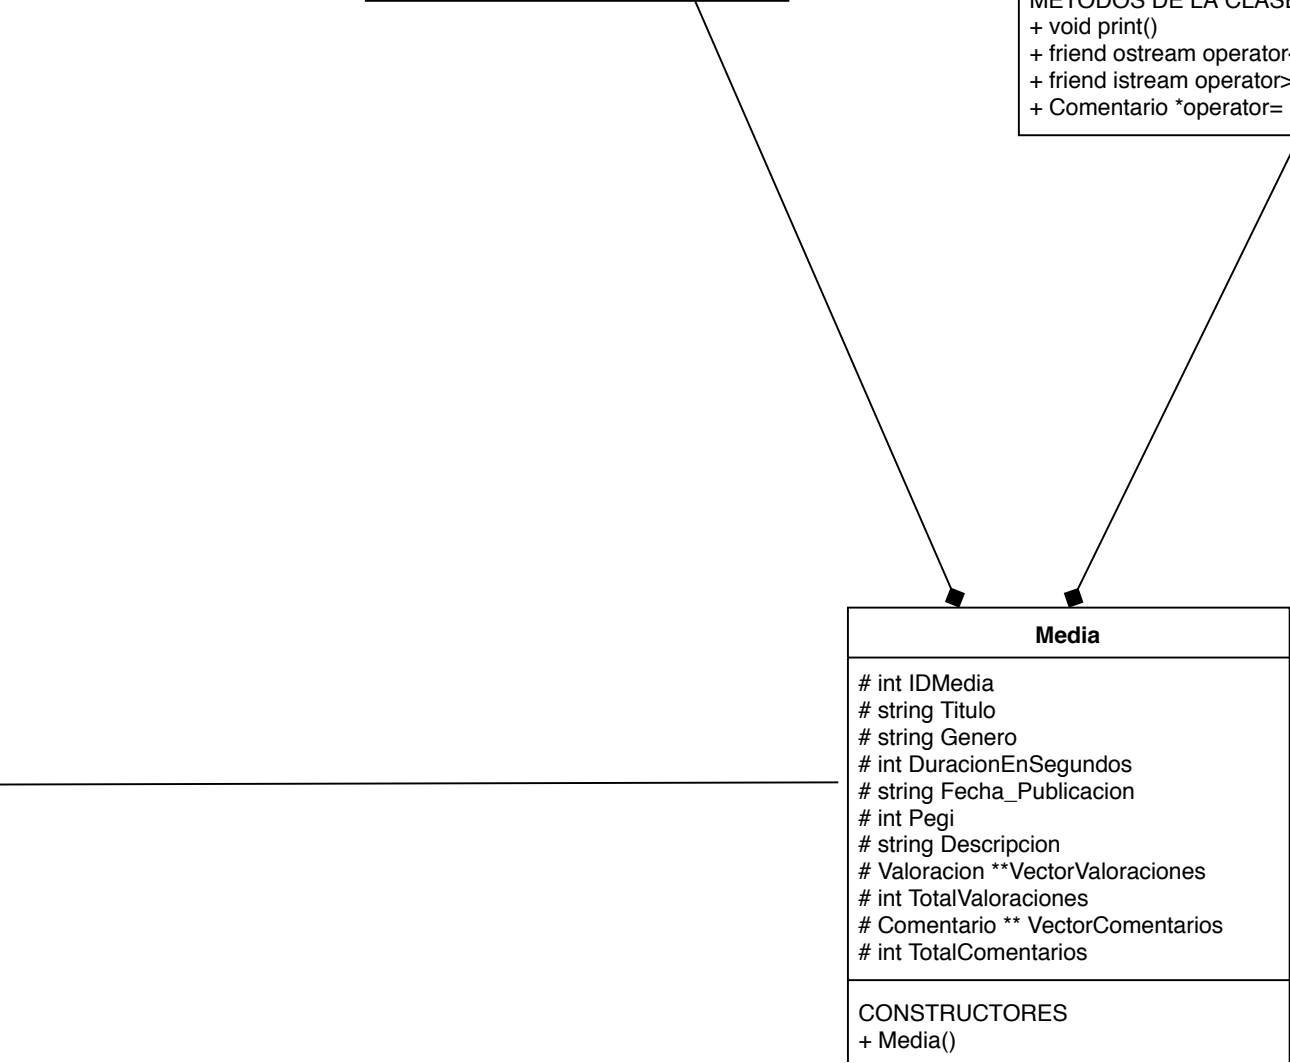 METODOS DE LA CLASE
+ void print()
+ friend ostream operator
+ friend istream operator>
+ Comentario *operator=
Media
# int IDMedia
# string Titulo
# string Genero
# int DuracionEnSegundos
# string Fecha_Publicacion
# int Pegi
# string Descripcion
# Valoracion **VectorValoraciones
# int TotalValoraciones
# Comentario ** VectorComentarios
# int TotalComentarios
CONSTRUCTORES
+ Media()